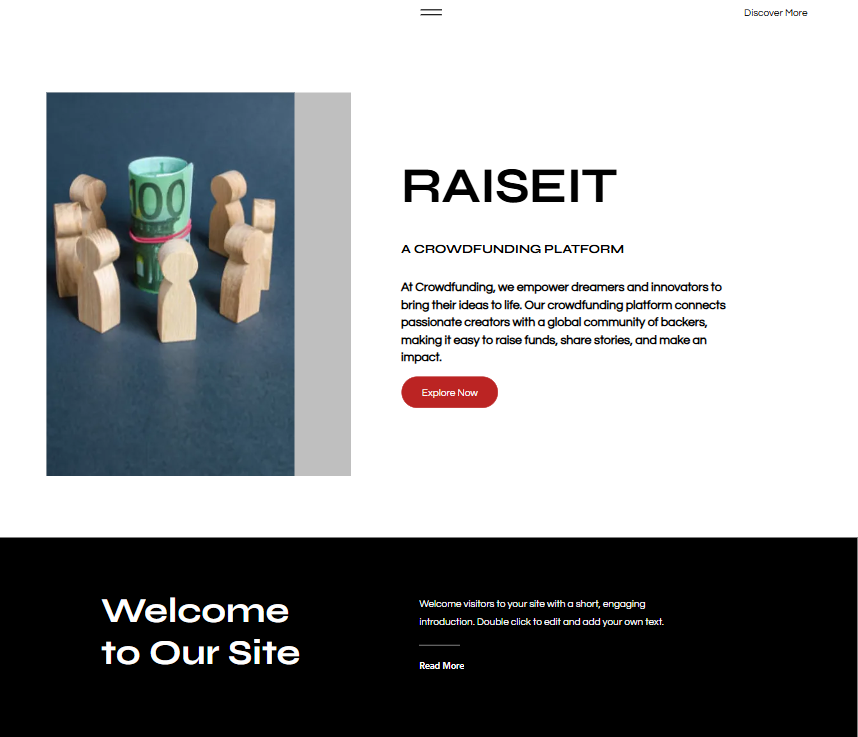 Discover More
100
RAISEIT
A CROWDFUNDING PLATFORM
At Crowdfunding, we empower dreamers and innovators to
bring their ideas to life. Our crowdfunding platform connects
passionate creators with a global community of backers,
making it easy to raise funds, share stories, and make an
impact.
Explore Now
Welcome
to Our Site
Welcome visitors to your site with a short, engaging
introduction. Double click to edit and add your own text.
Read More